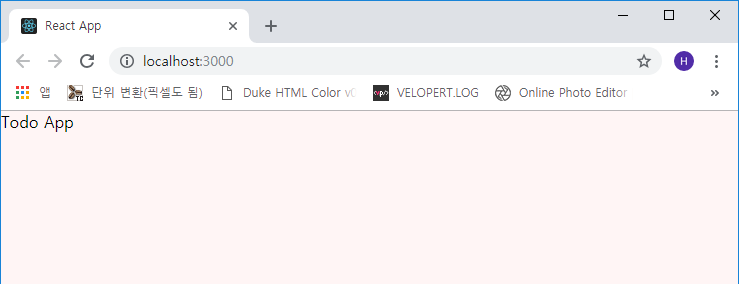 React App
localhost:3000
H
앱 단위 변환(픽셀도 됨) Duke HTML Color VELOPERT.LOG Online Photo Editor
Todo App